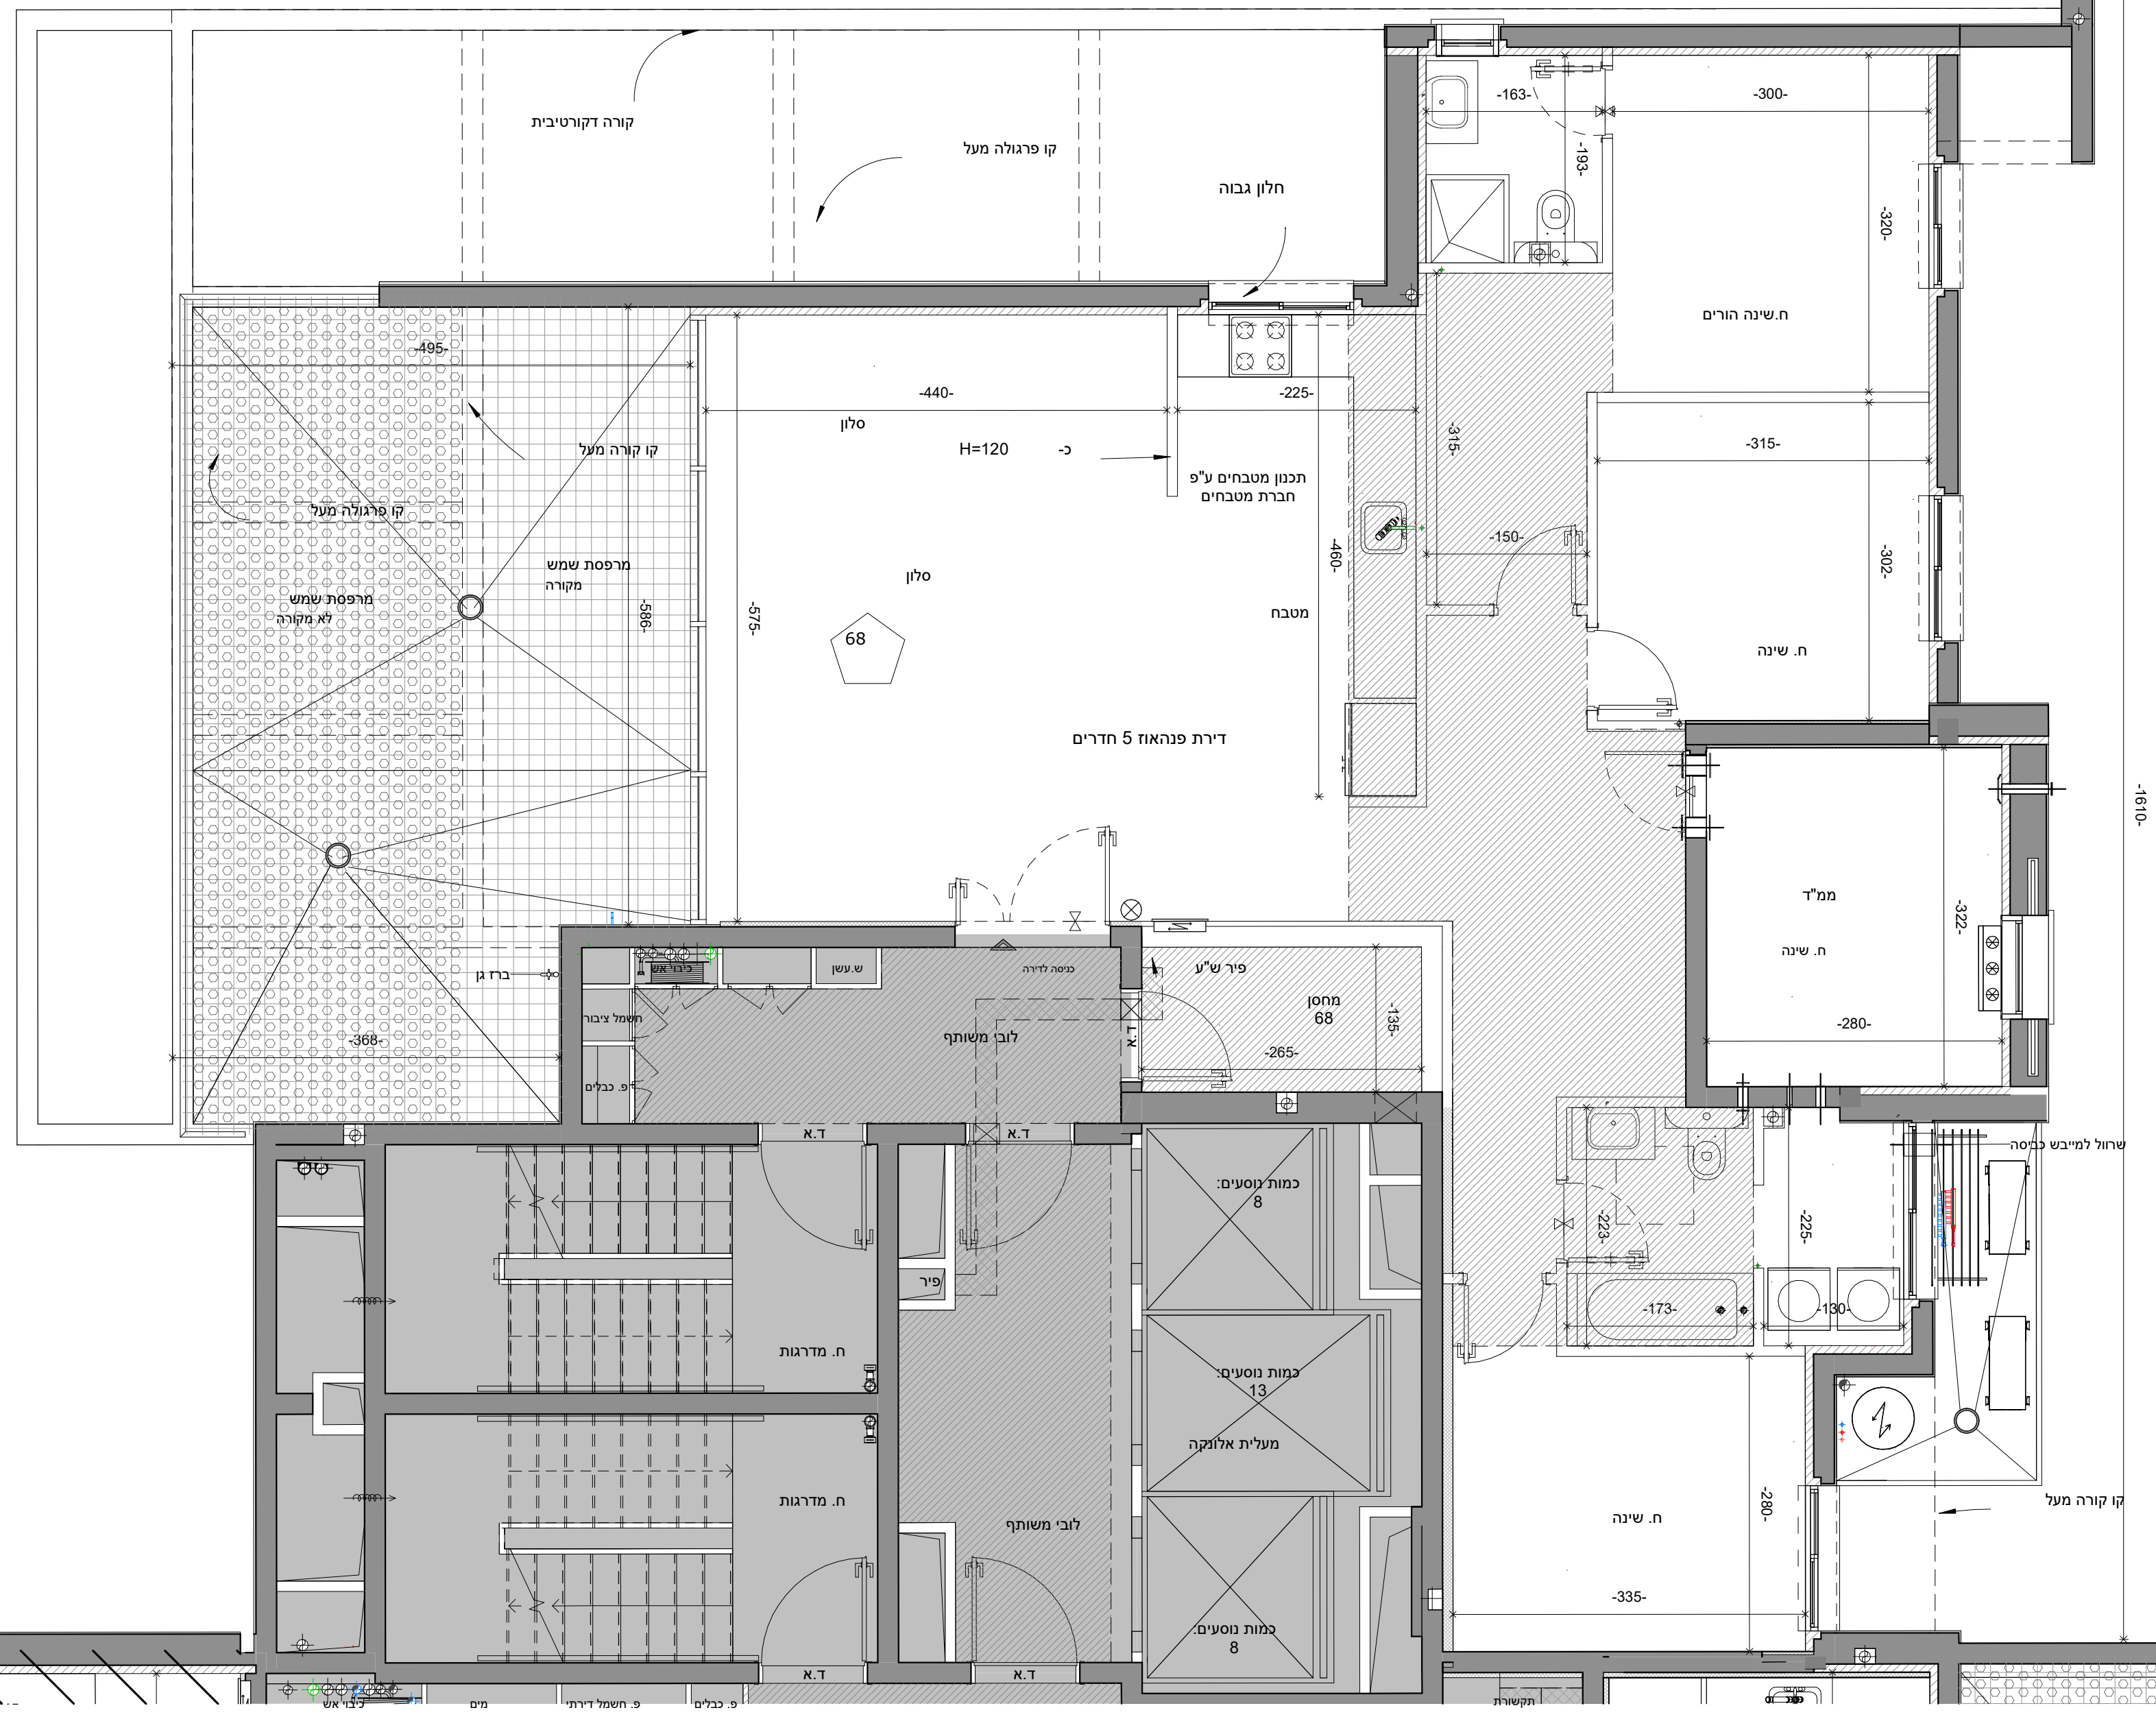 קורה דקורטיבית
קו פרגולה מעל
חלון גבוה
-163-
-300-
-193-
-320-
ח.שינה הורים
-495-
-440-
-225-
סלון
H=120
כ-
קו קורה מעל
תכנון מטבחים ע"פ
חברת מטבחים
-315-
-315-
קו פרגולה מעל
-150-
-460-
-302-
מרפסת שמש
מקורה
סלון
מרפסת שמש
לא מקורה
-586-
-575-
מטבח
68
ח. שינה
דירת פנהאוז 5 חדרים
-1610-
ממ"ד
-322-
ח. שינה
-280-
ברז גן
כיבוי אש
ש.עשן
כניסה לדירה
פיר ש"ע
מחסן
68
-135-
חשמל ציבורי
לובי משותף
ד.א
-265-
-368-
פ. כבלים
ד.א
ד.א
שרוול למייבש כביסה
כמות נוסעים:
8
-223-
-225-
פיר
-173-
-130-
ח. מדרגות
כמות נוסעים:
13
מעלית אלונקה
ח. מדרגות
לובי משותף
ח. שינה
-280-
קו קורה מעל
-335-
כמות נוסעים:
8
ד.א
ד.א
כיבוי אש
מים
פ. חשמל דירתי
פ. כבלים
תקשורת